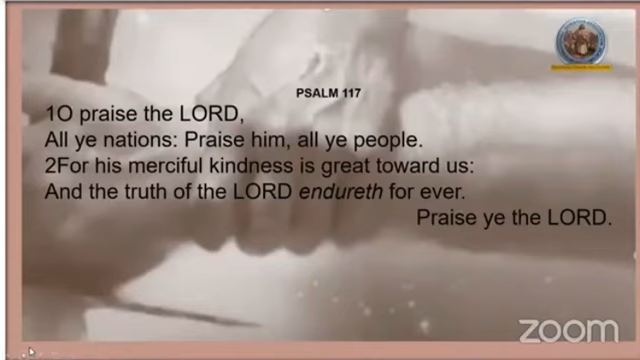 PSALM 117
1O praise the LORD,
All ye nations: Praise him, all ye people.
2For his merciful kindness is great toward us:
And the truth of the LORD endureth for ever.
Praise ye the LORD.
zoom